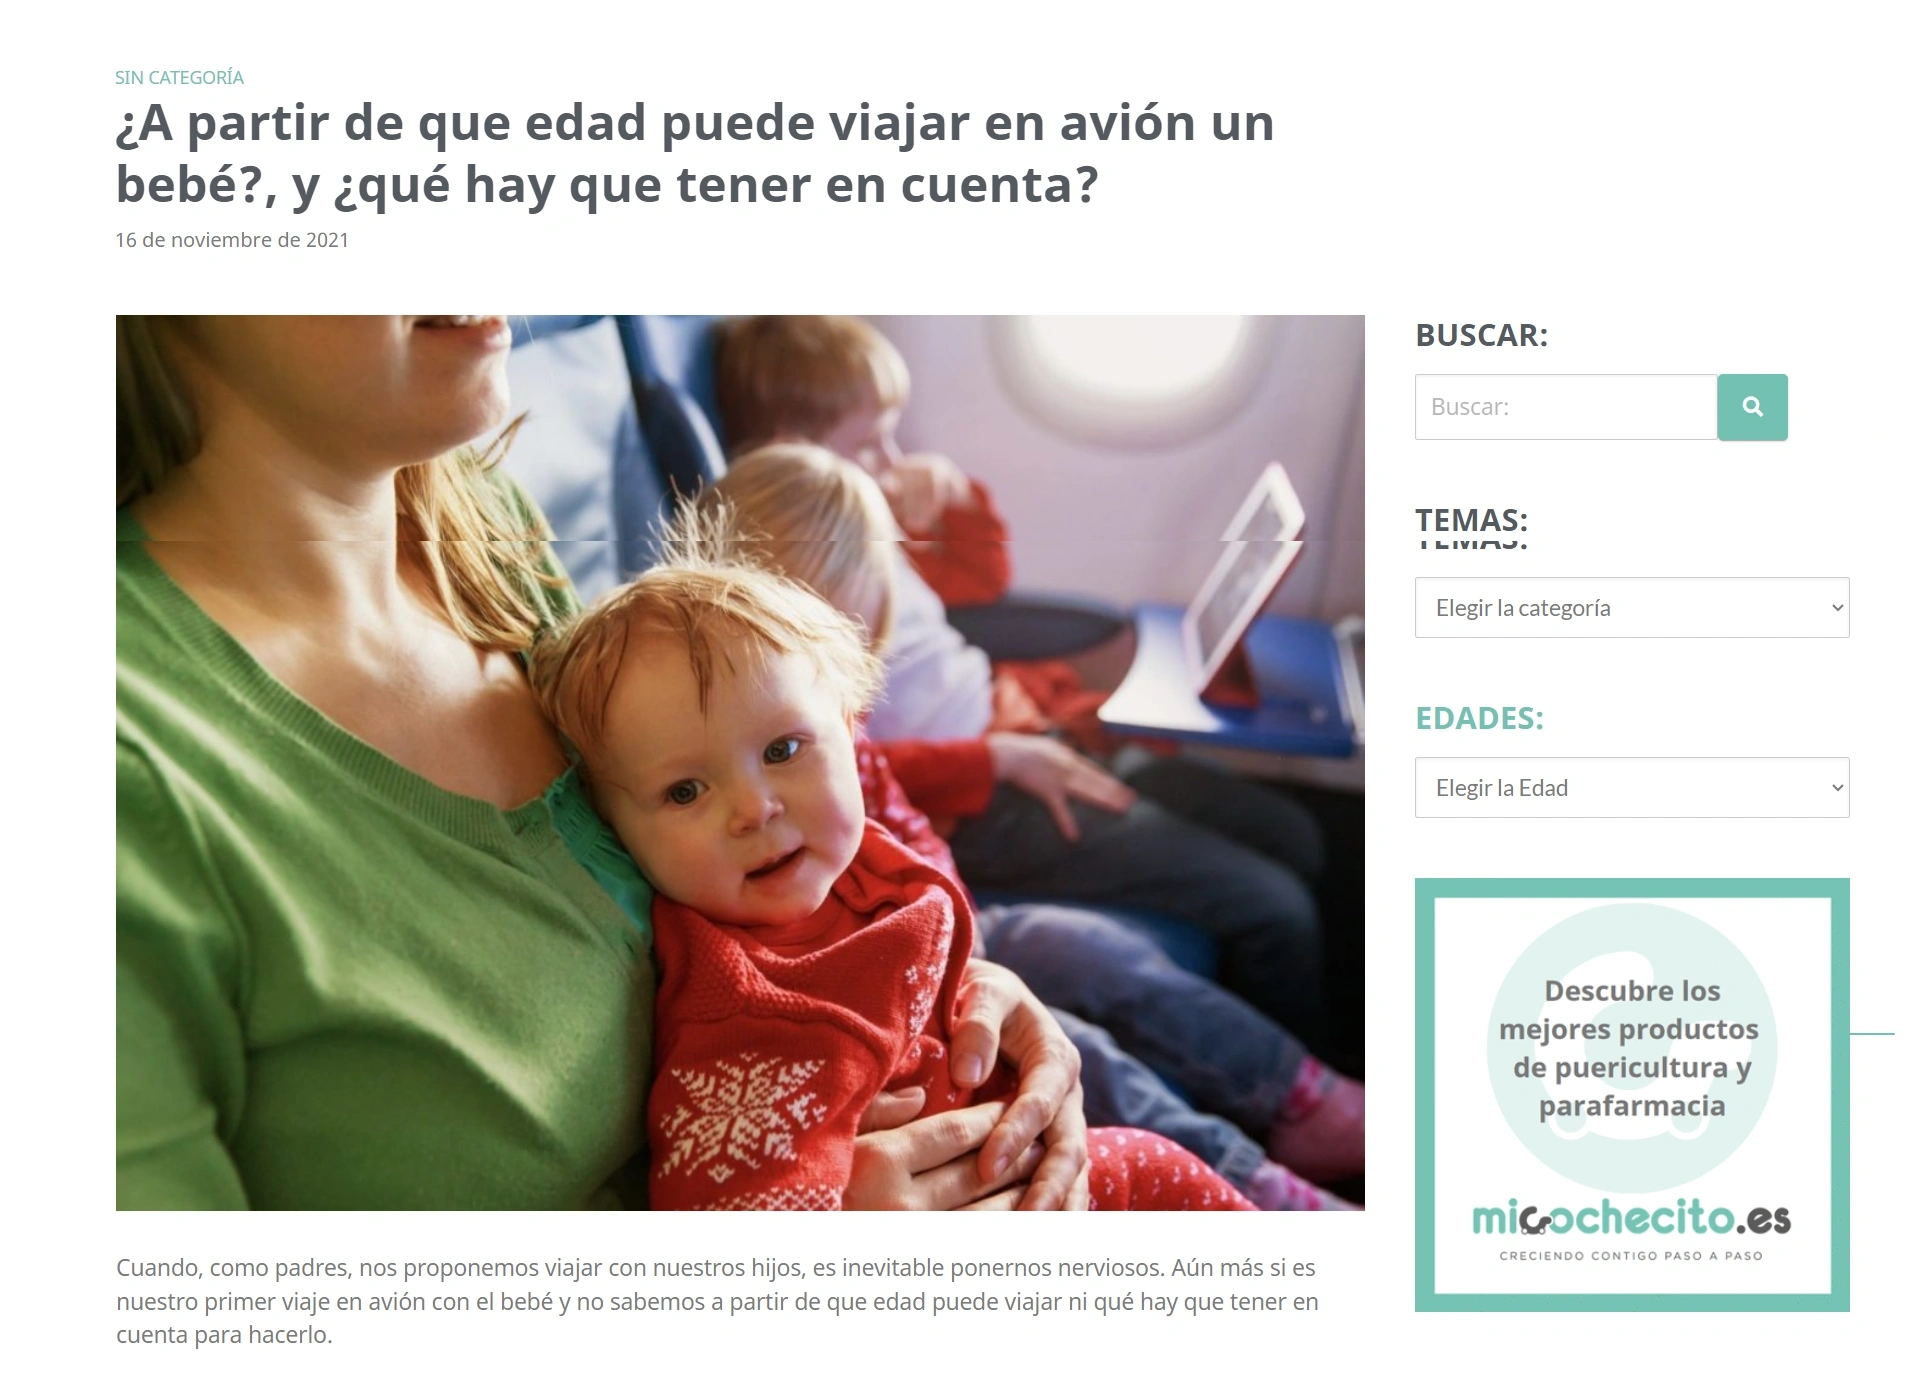 SIN CATEGORÍA
¿A partir de que edad puede viajar en avión un
bebé?, y ¿qué hay que tener en cuenta?
16 de noviembre de 2021
BUSCAR:
Buscar:
TEMAS:
TEMAS:
Elegir la categoría
EDADES:
Elegir la Edad
Descubre los
mejores productos
de puericultura y
parafarmacia
micochecito.es
CRECIENDO CONTIGO PASO A PASO
Cuando, como padres, nos proponemos viajar con nuestros hijos, es inevitable ponernos nerviosos. Aún más si es
nuestro primer viaje en avión con el bebé y no sabemos a partir de que edad puede viajar ni qué hay que tener en
cuenta para hacerlo.